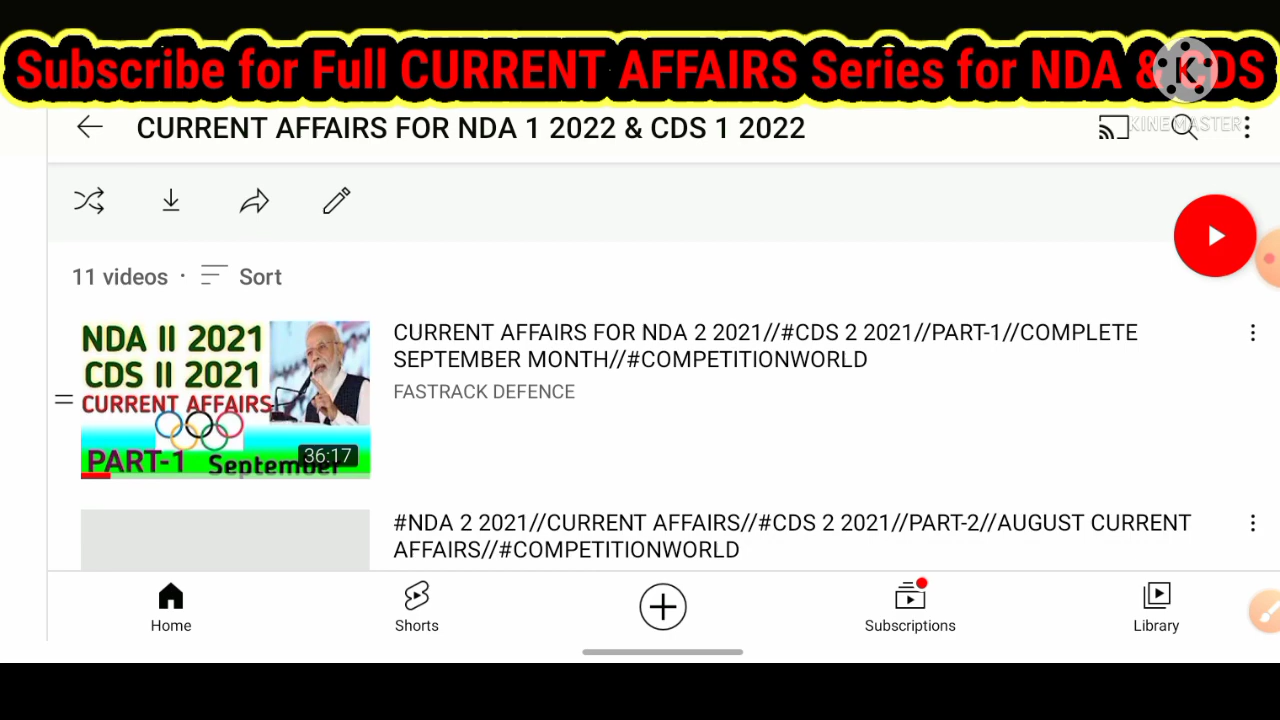 Subscribe for Full CURRENT AFFAIRS Series for NDA & CDS
K
KINEMASTER
CURRENT AFFAIRS FOR NDA 1 2022 & CDS 1 2022
11 videos · Sort
NDA II 2021
CDS II 2021
CURRENT AFFAIRS
PART-1 September
36:17
CURRENT AFFAIRS FOR NDA 2 2021//#CDS 2 2021//PART-1//COMPLETE
SEPTEMBER MONTH//#COMPETITIONWORLD
FASTRACK DEFENCE
#NDA 2 2021//CURRENT AFFAIRS//#CDS 2 2021//PART-2//AUGUST CURRENT
AFFAIRS//#COMPETITIONWORLD
Home Shorts Subscriptions Library